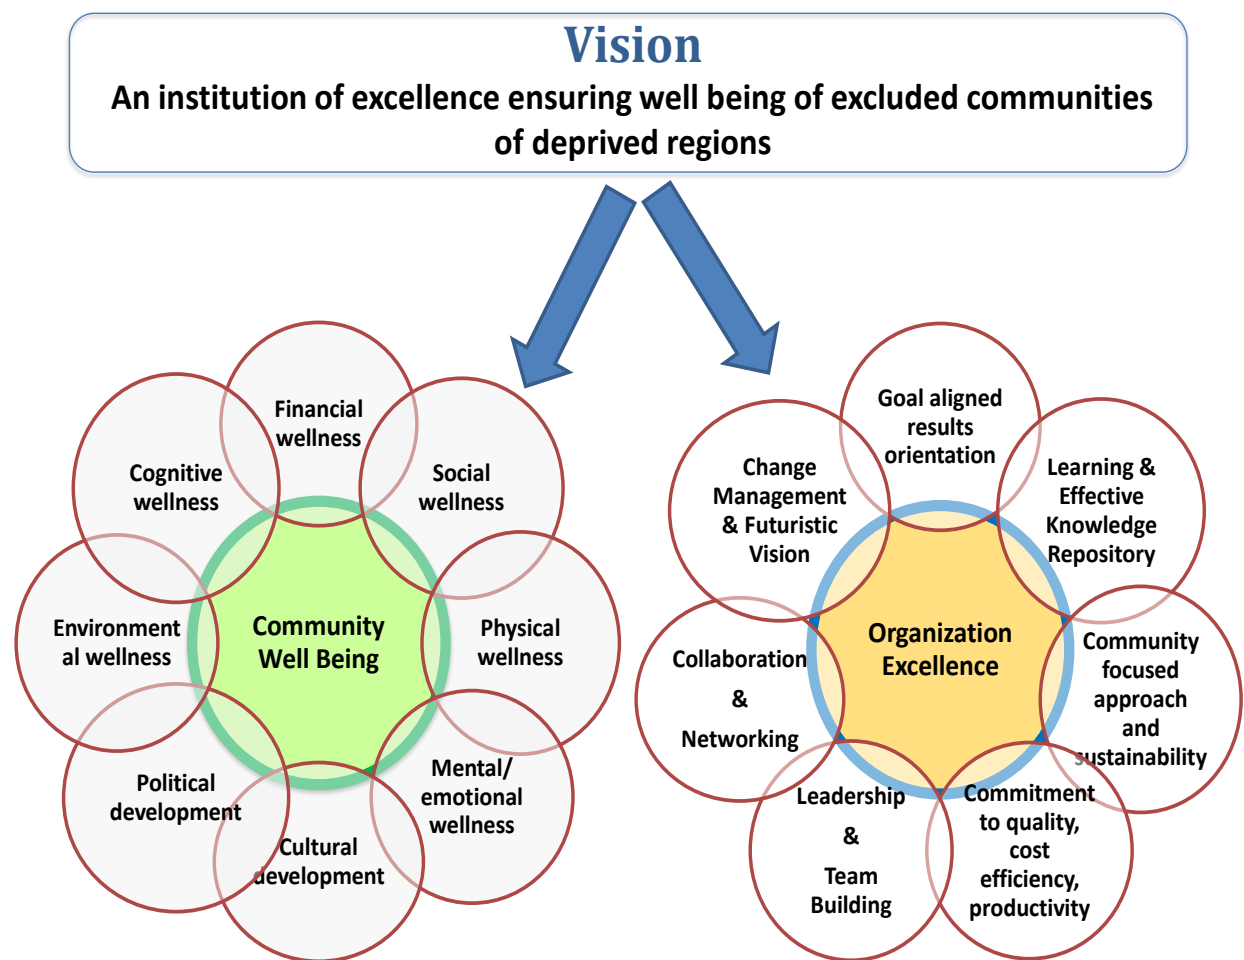 Vision
An institution of excellence ensuring well being of excluded communities
of deprived regions
Financial
wellness
Social
wellness
Physical
wellness
Mental/
emotional
wellness
Cultural
development
Political
development
Environment
al wellness
Cognitive
wellness
Community
Well Being
Goal aligned
results
orientation
Learning &
Effective
Knowledge
Repository
Community
focused
approach
and
sustainability
Commitment
to quality,
cost
efficiency,
productivity
Leadership
&
Team
Building
Collaboration
&
Networking
Change
Management
& Futuristic
Vision
Organization
Excellence